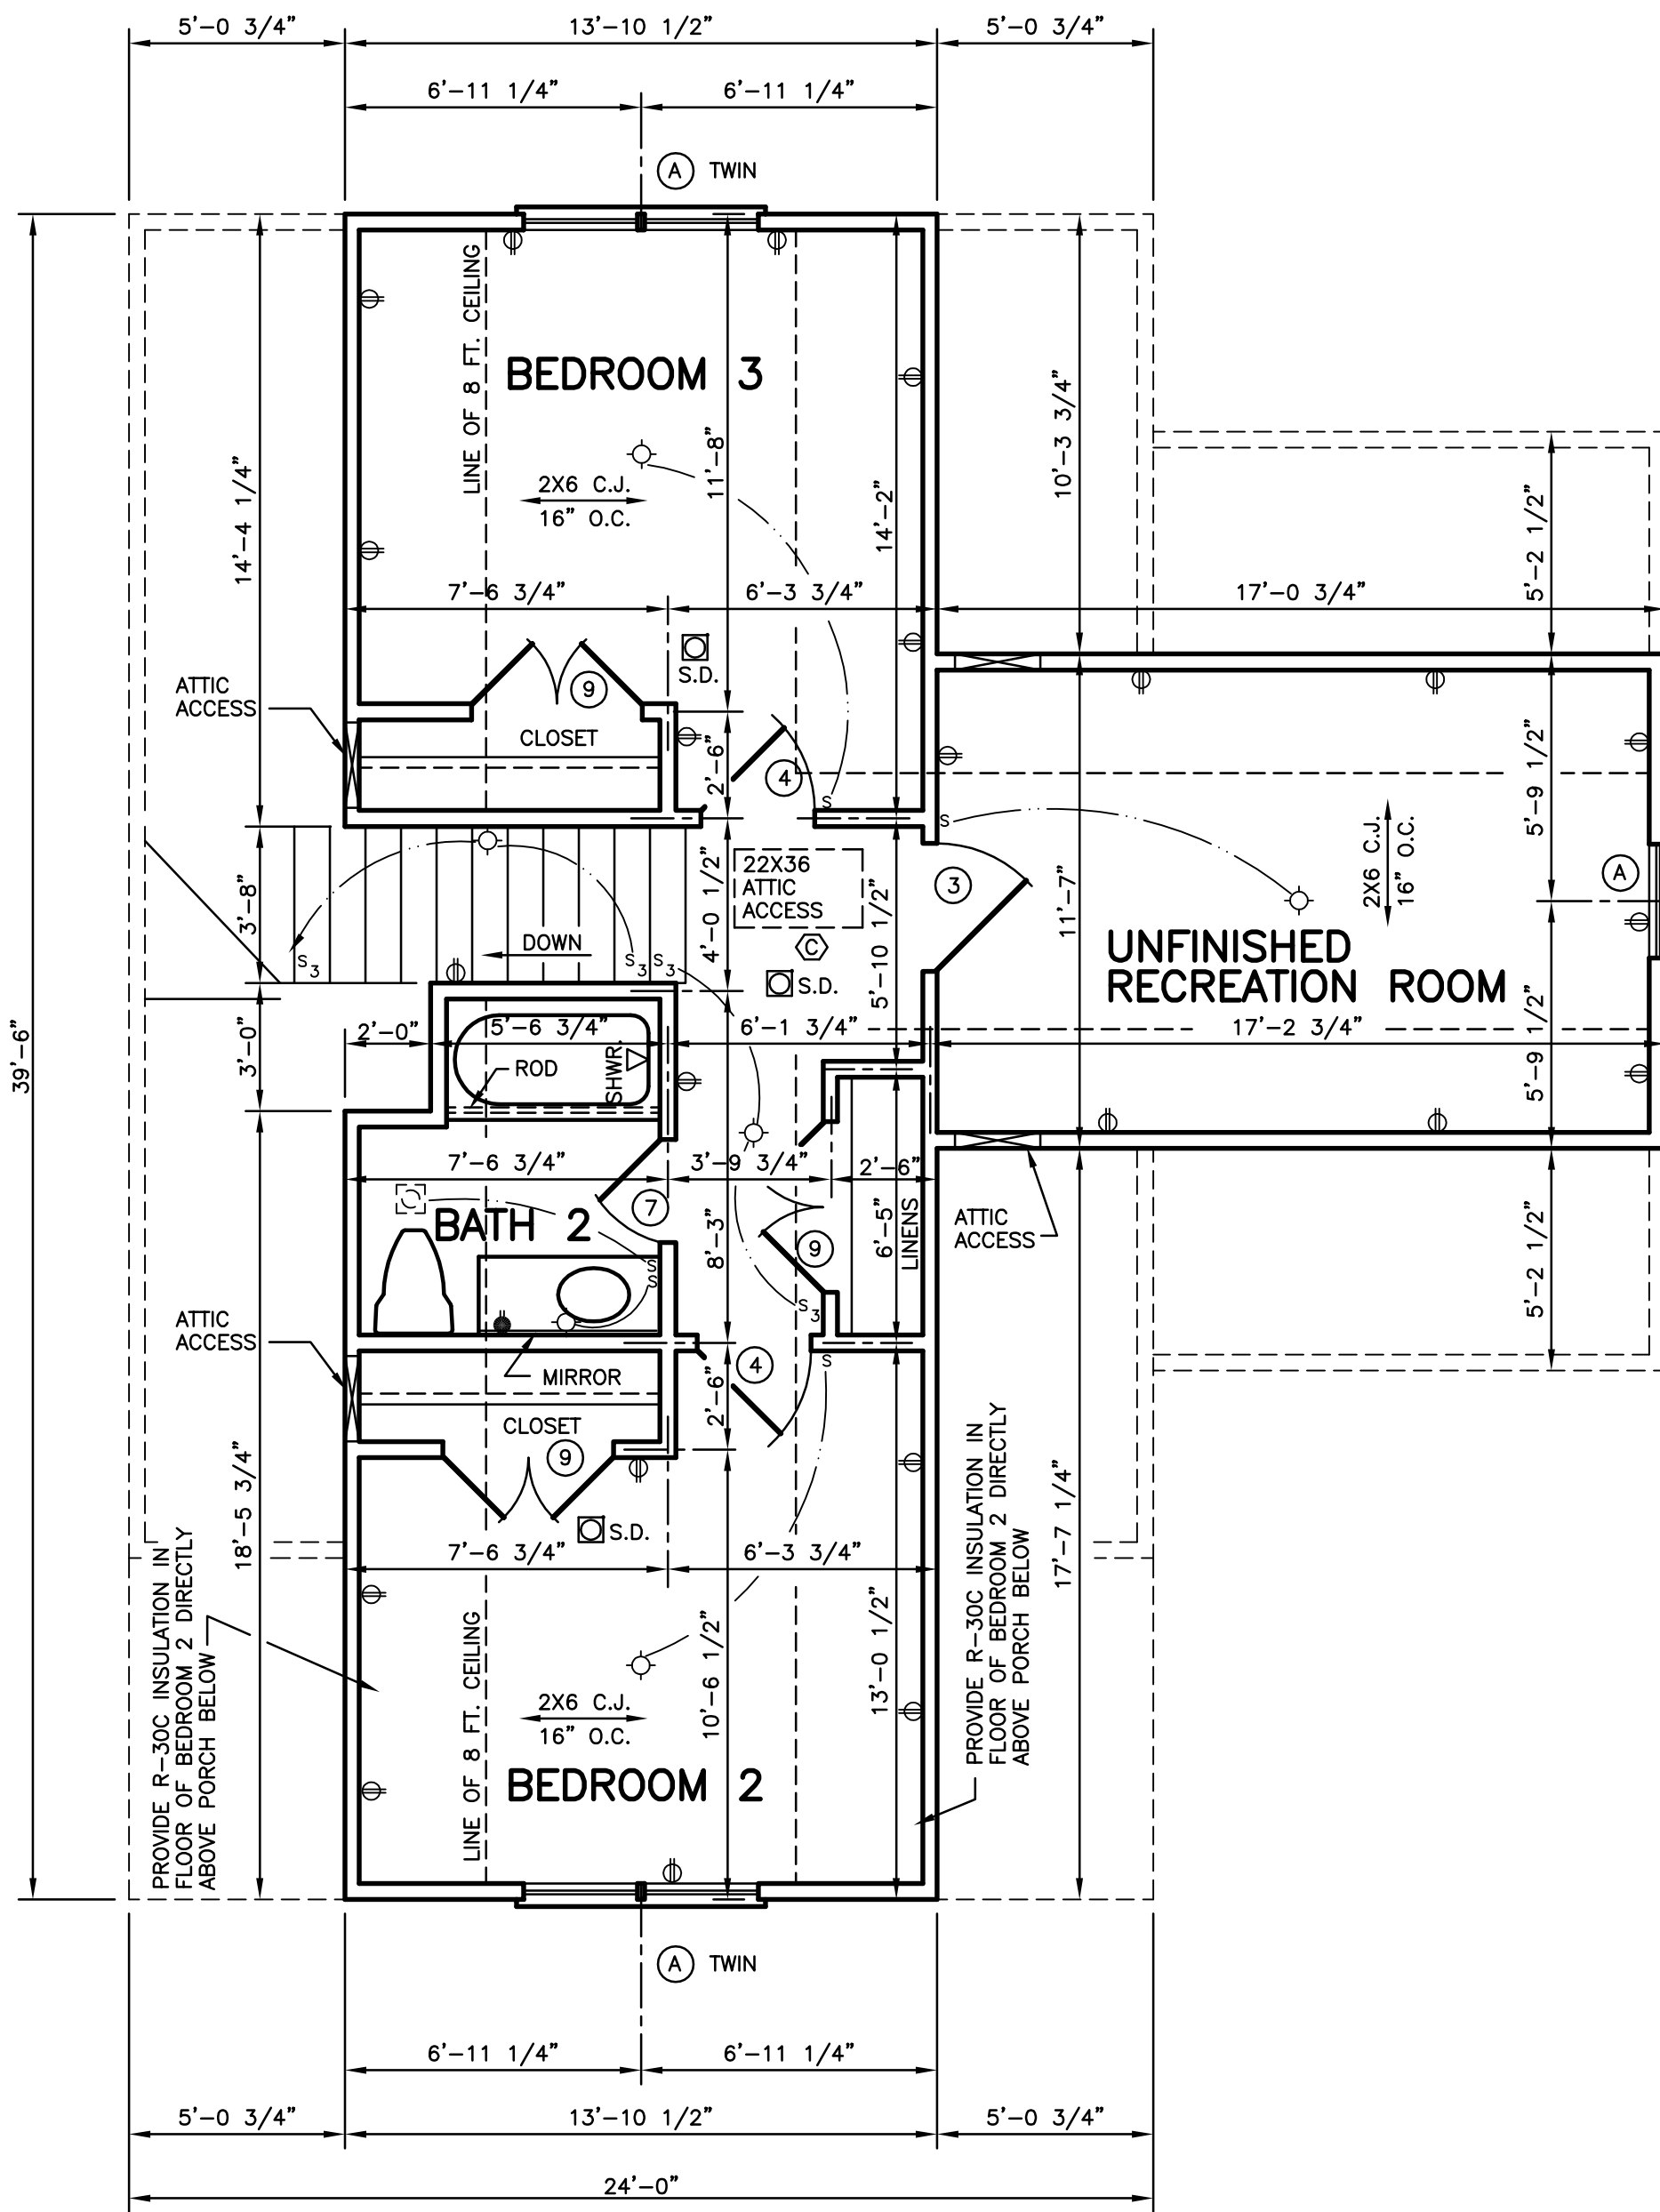 5'-0 3/4"
13'-10 1/2"
5'-0 3/4"
6'-11 1/4"
6'-11 1/4"
A TWIN
LINE OF 8 FT. CEILING
BEDROOM 3
2X6 C.J.
16" O.C.
11'-8"
14'-2"
14'-4 1/4"
10'-3 3/4"
5'-2 1/2"
7'-6 3/4"
6'-3 3/4"
17'-0 3/4"
S.D.
9
ATTIC
ACCESS
CLOSET
2'-6"
4
S
S
5'-9 1/2"
3'-8"
4'-0 1/2"
22X36
ATTIC
ACCESS
C
S.D.
3
5'-10 1/2"
11'-7"
2X6 C.J.
16" O.C.
A
DOWN
S3
S3
S3
UNFINISHED
RECREATION ROOM
39'-6"
3'-0"
2'-0"
5'-6 3/4"
6'-1 3/4"
17'-2 3/4"
5'-9 1/2"
ROD
SHWR.
7'-6 3/4"
3'-9 3/4"
2'-6"
BATH 2
7
8'-3"
9
6'-5"
LINENS
ATTIC
ACCESS
5'-2 1/2"
S
S
S3
ATTIC
ACCESS
MIRROR
4
S
2'-6"
CLOSET
9
S.D.
18'-5 3/4"
7'-6 3/4"
6'-3 3/4"
17'-7 1/4"
PROVIDE R-30C INSULATION IN
FLOOR OF BEDROOM 2 DIRECTLY
ABOVE PORCH BELOW
PROVIDE R-30C INSULATION IN
FLOOR OF BEDROOM 2 DIRECTLY
ABOVE PORCH BELOW
LINE OF 8 FT. CEILING
2X6 C.J.
16" O.C.
10'-6 1/2"
13'-0 1/2"
BEDROOM 2
A TWIN
6'-11 1/4"
6'-11 1/4"
5'-0 3/4"
13'-10 1/2"
5'-0 3/4"
24'-0"